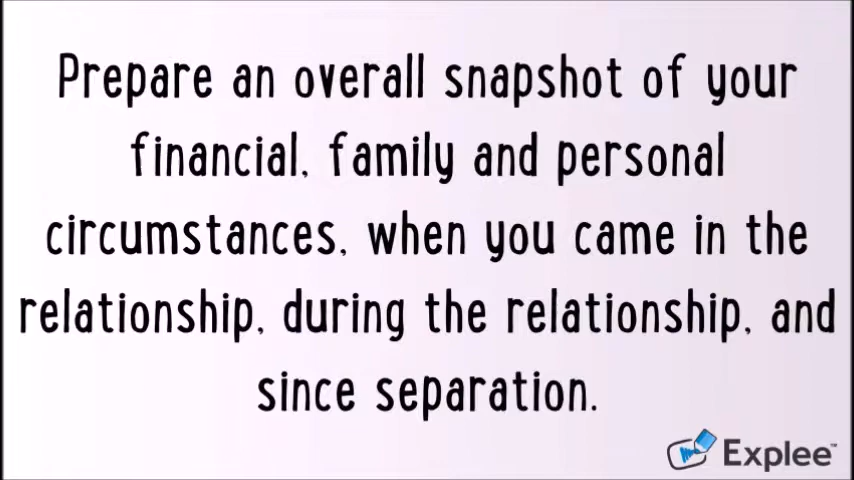 Prepare an overall snapshot of your
financial, family and personal
circumstances, when you came in the
relationship, during the relationship, and
since separation.
Explee™